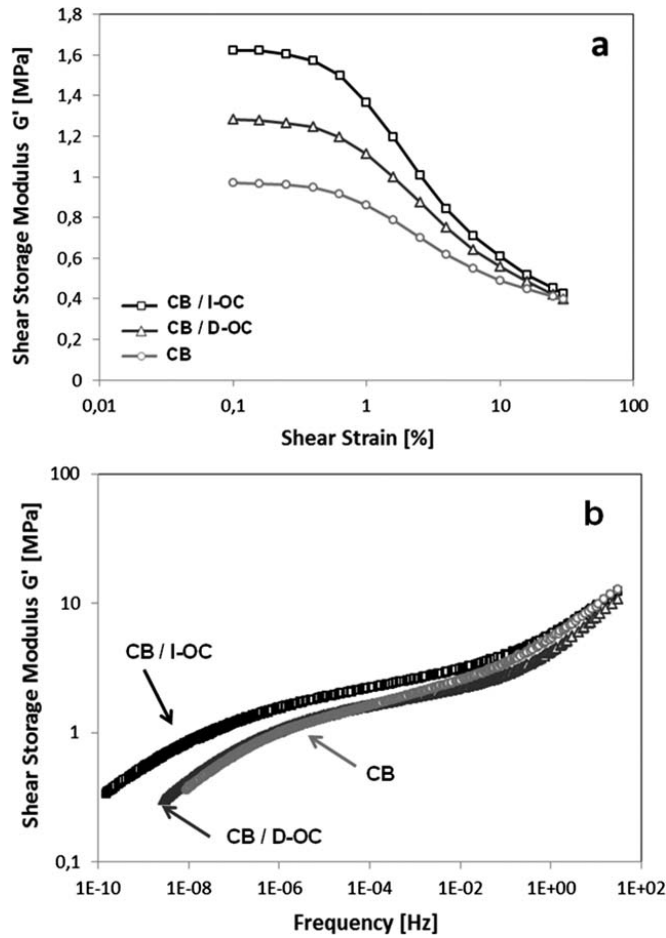 a
Shear Storage Modulus G' [MPa]
1,8
1,6
1,4
1,2
1
0,8
0,6
0,4
0,2
0
CB / I-OC
CB / D-OC
CB
0,01
0,1
1
10
100
Shear Strain [%]
b
Shear Storage Modulus G' [MPa]
100
10
1
0,1
CB / I-OC
CB
CB / D-OC
1E-10
1E-08
1E-06
1E-04
1E-02
1E+00
1E+02
Frequency [Hz]